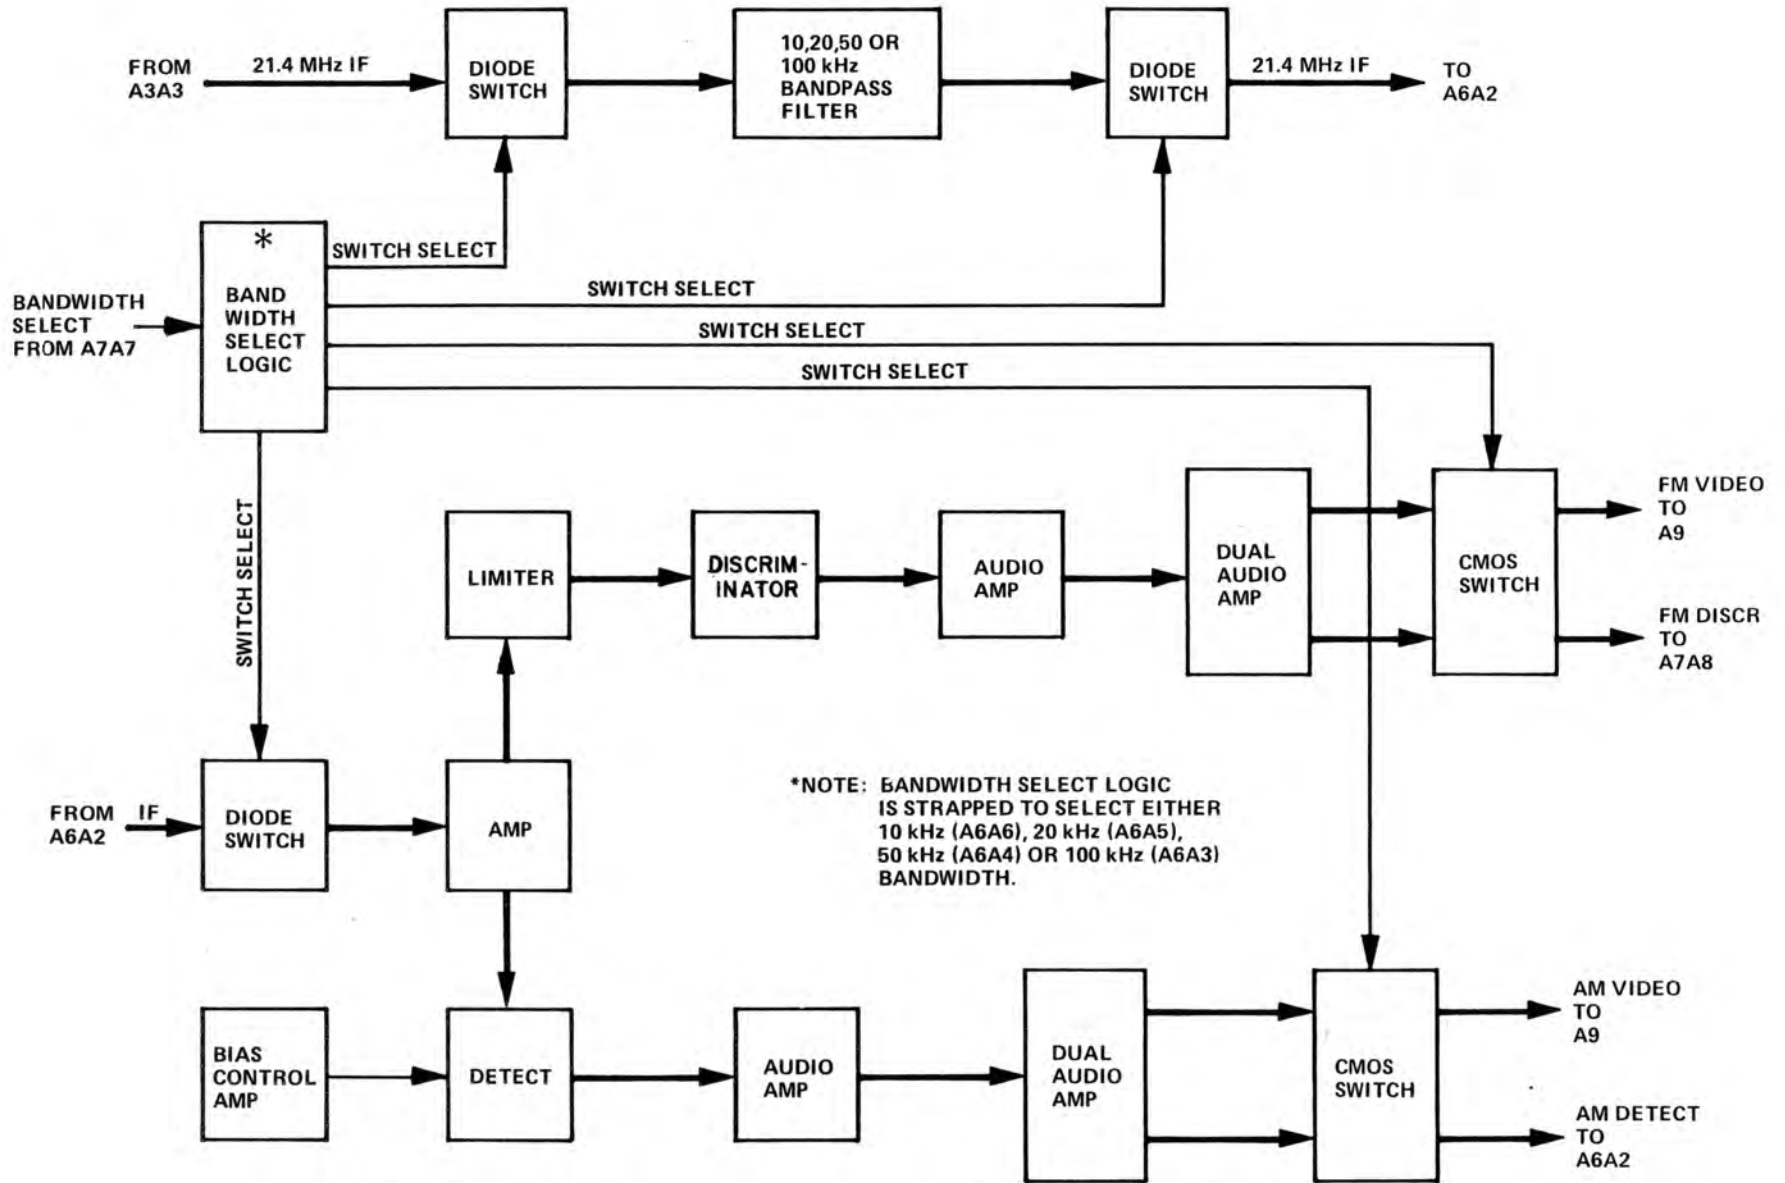 FROM
A3A3
21.4 MHz IF
DIODE
SWITCH
10,20,50 OR
100 kHz
BANDPASS
FILTER
DIODE
SWITCH
21.4 MHz IF
TO
A6A2
BANDWIDTH
SELECT
FROM A7A7
*
BAND
WIDTH
SELECT
LOGIC
SWITCH SELECT
SWITCH SELECT
SWITCH SELECT
SWITCH SELECT
SWITCH SELECT
LIMITER
DISCRIM-
INATOR
AUDIO
AMP
DUAL
AUDIO
AMP
CMOS
SWITCH
FM VIDEO
TO
A9
FM DISCR
TO
A7A8
FROM
A6A2
IF
DIODE
SWITCH
AMP
*NOTE: BANDWIDTH SELECT LOGIC
IS STRAPPED TO SELECT EITHER
10 kHz (A6A6), 20 kHz (A6A5),
50 kHz (A6A4) OR 100 kHz (A6A3)
BANDWIDTH.
BIAS
CONTROL
AMP
DETECT
AUDIO
AMP
DUAL
AUDIO
AMP
CMOS
SWITCH
AM VIDEO
TO
A9
AM DETECT
TO
A6A2